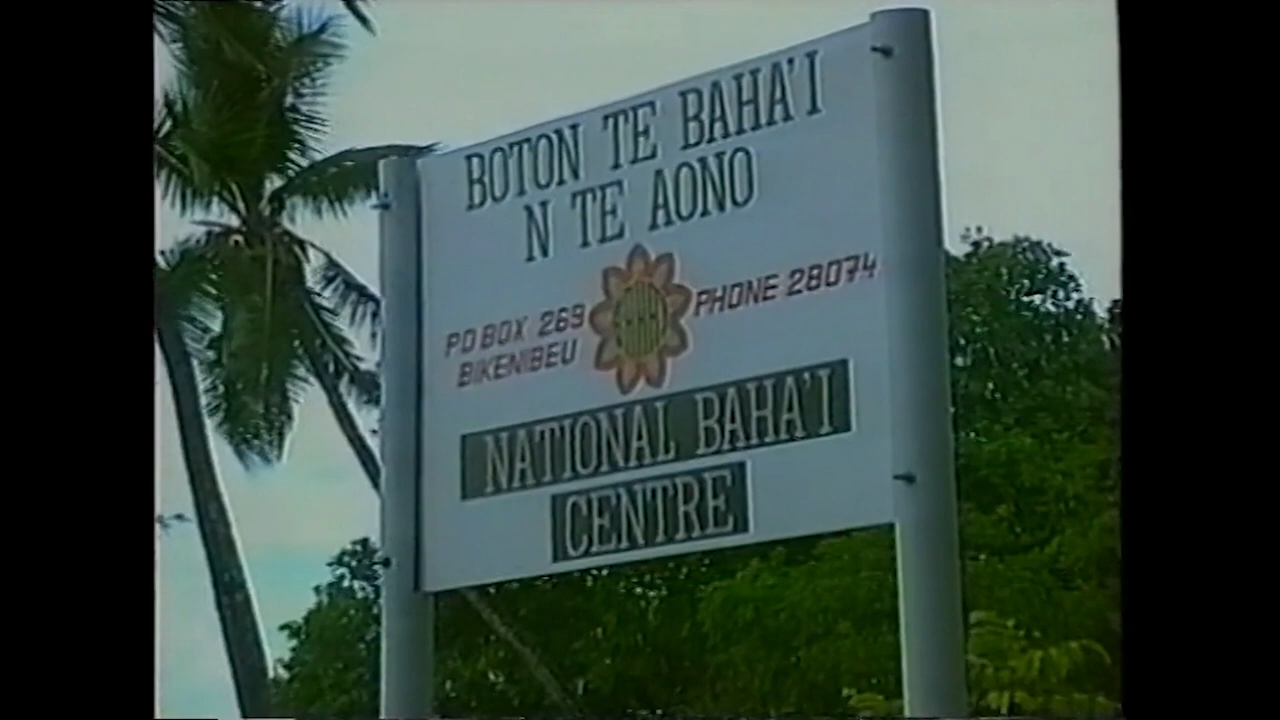 BOTON TE BAHA'I
N TE AONO
PO BOX 269
BIKENIBEU
PHONE 28074
NATIONAL BAHA'I
CENTRE